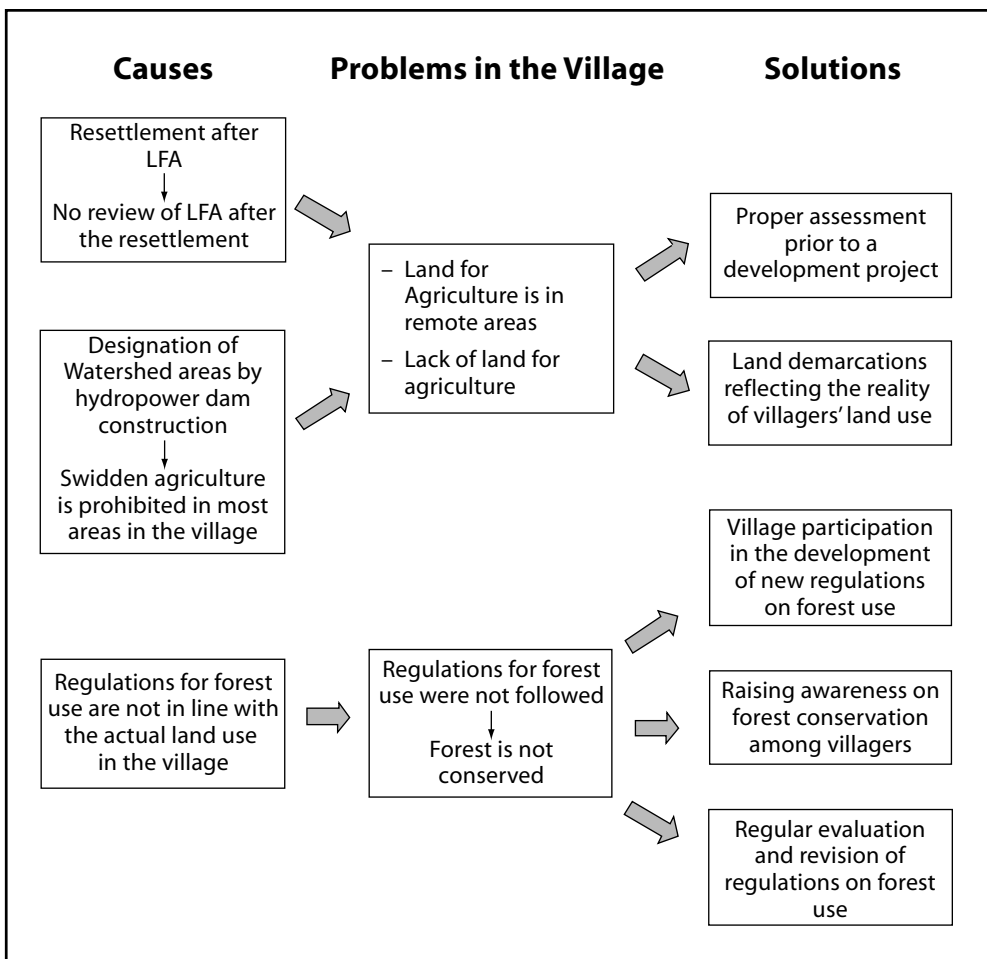 Causes
Problems in the Village
Solutions
Resettlement after
LFA
No review of LFA after
the resettlement
Designation of
Watershed areas by
hydropower dam
construction
Swidden agriculture
is prohibited in most
areas in the village
– Land for
Agriculture is in
remote areas
– Lack of land for
agriculture
Proper assessment
prior to a
development project
Land demarcations
reflecting the reality
of villagers’ land use
Regulations for forest
use are not in line with
the actual land use
in the village
Regulations for forest
use were not followed
Forest is not
conserved
Village participation
in the development
of new regulations
on forest use
Raising awareness on
forest conservation
among villagers
Regular evaluation
and revision of
regulations on forest
use